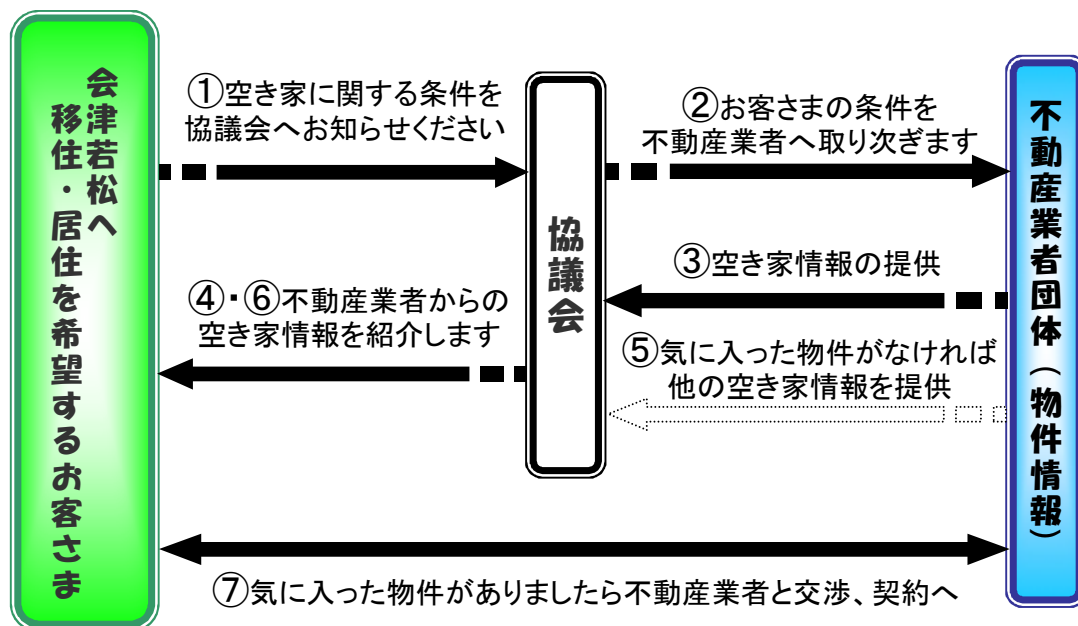 会津若松へ
移住・居住を希望するお客さま
①空き家に関する条件を
協議会へお知らせください
協議会
②お客さまの条件を
不動産業者へ取り次ぎます
③空き家情報の提供
④・⑥不動産業者からの
空き家情報を紹介します
⑤気に入った物件がなければ
他の空き家情報を提供
不動産業者団体（物件情報）
⑦気に入った物件がありましたら不動産業者と交渉、契約へ